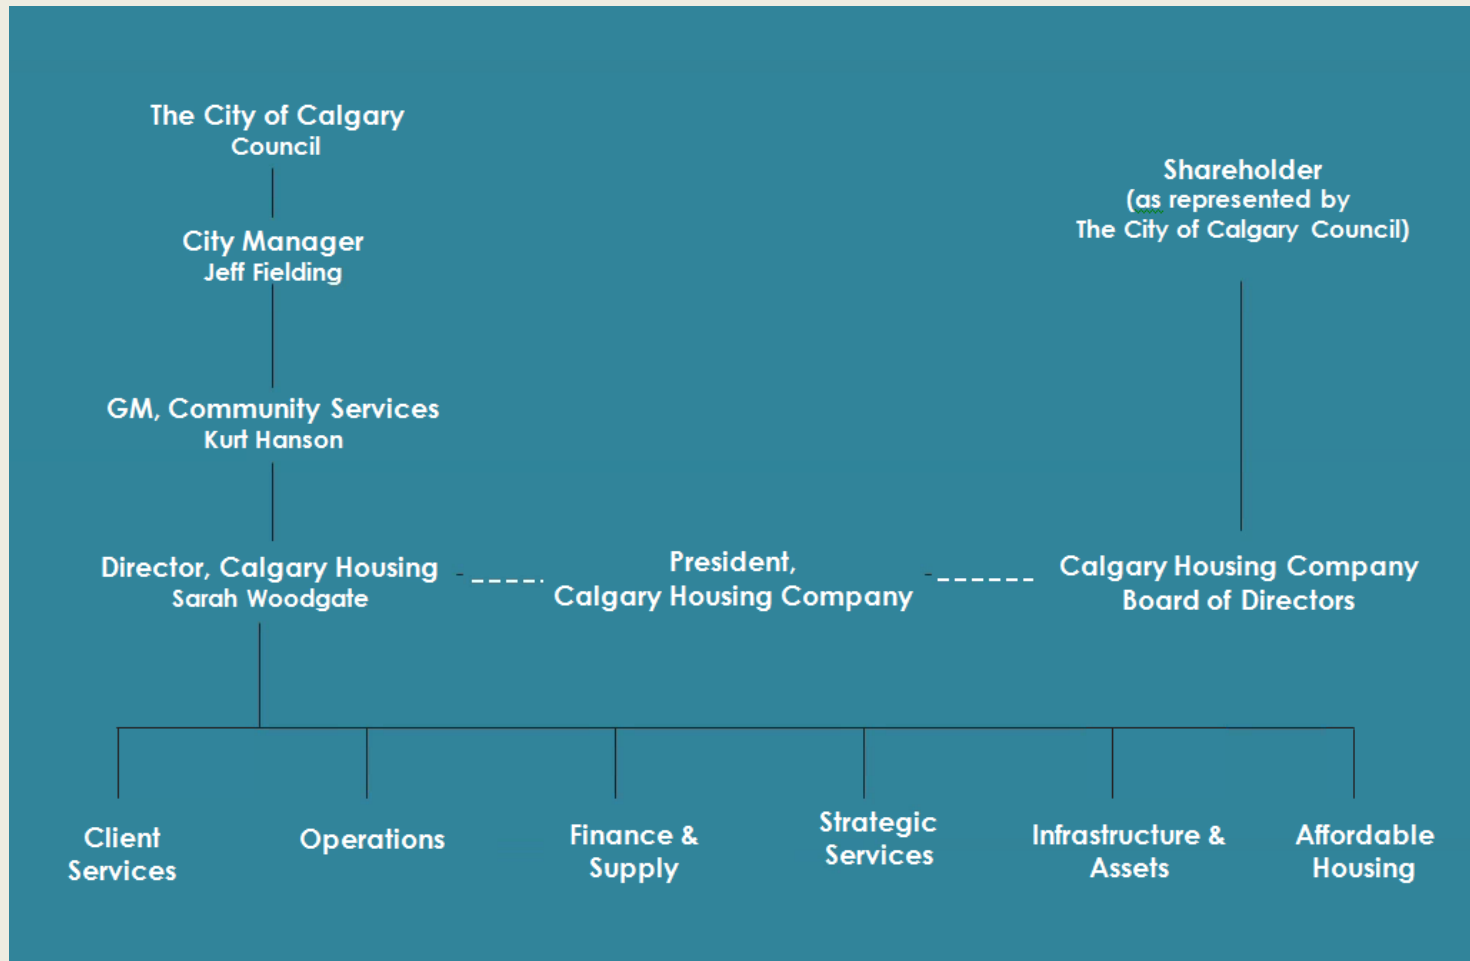 The City of Calgary
Council
Shareholder
(as represented by
The City of Calgary Council)
City Manager
Jeff Fielding
GM, Community Services
Kurt Hanson
Director, Calgary Housing
Sarah Woodgate
President,
Calgary Housing Company
Calgary Housing Company
Board of Directors
Client
Services
Operations
Finance &
Supply
Strategic
Services
Infrastructure &
Assets
Affordable
Housing